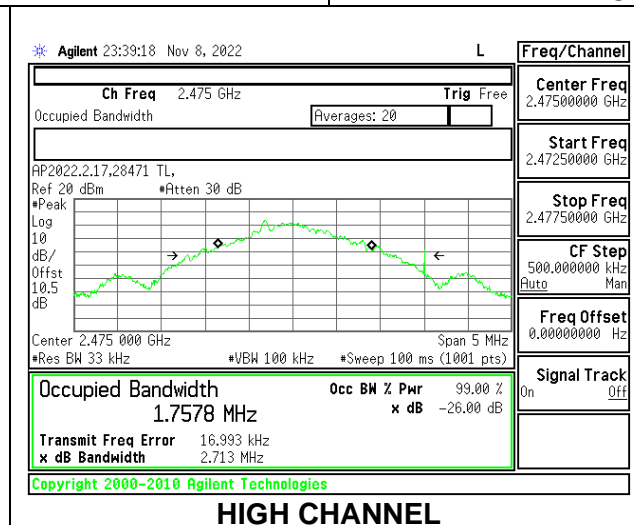 Agilent 23:39:18 Nov 8, 2022 L
Freq/Channel
Ch Freq 2.475 GHz Trig Free
Occupied Bandwidth Averages: 20
AP2022.2.17,28471 TL,
Ref 20 dBm #Atten 30 dB
#Peak
Log
10
dB/
Offst
10.5
dB
Center 2.475 000 GHz Span 5 MHz
#Res BW 33 kHz #VBW 100 kHz #Sweep 100 ms (1001 pts)
Occupied Bandwidth
1.7578 MHz
Occ BW % Pwr 99.00 %
x dB -26.00 dB
Transmit Freq Error 16.993 kHz
x dB Bandwidth 2.713 MHz
Center Freq
2.47500000 GHz
Start Freq
2.47250000 GHz
Stop Freq
2.47750000 GHz
CF Step
500.000000 kHz
Auto Man
Freq Offset
0.00000000 Hz
Signal Track
On Off
Copyright 2000-2010 Agilent Technologies
HIGH CHANNEL